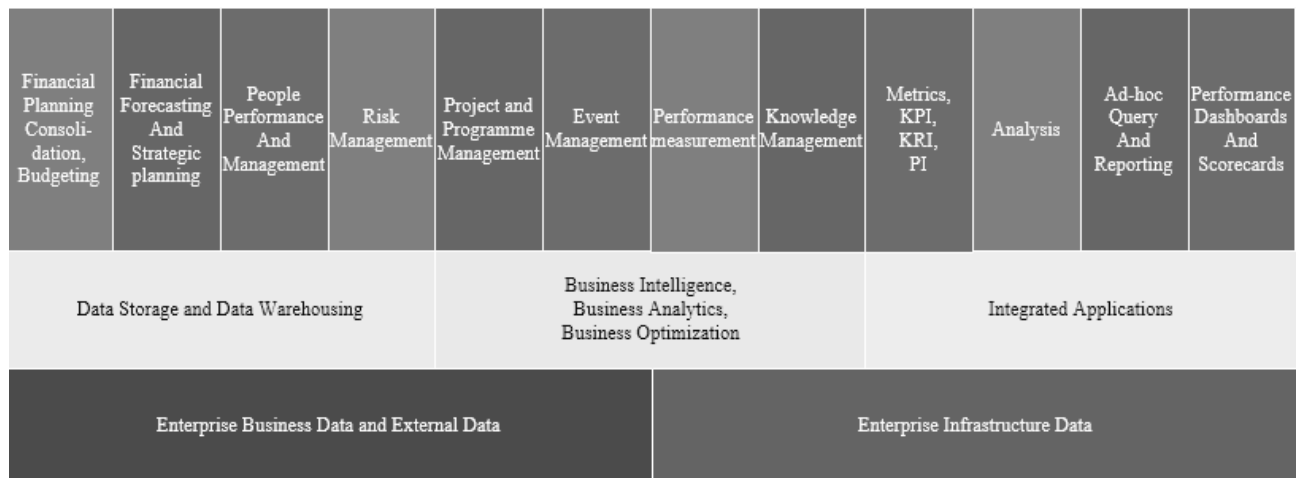 Financial
Planning
Consoli-
dation,
Budgeting
Financial
Forecasting
And
Strategic
planning
People
Performance
And
Management
Risk
Management
Project and
Programme
Management
Event
Management
Performance
measurement
Knowledge
Management
Metrics,
KPI,
KRI,
PI
Analysis
Ad-hoc
Query
And
Reporting
Performance
Dashboards
And
Scorecards
Data Storage and Data Warehousing
Business Intelligence,
Business Analytics,
Business Optimization
Integrated Applications
Enterprise Business Data and External Data
Enterprise Infrastructure Data